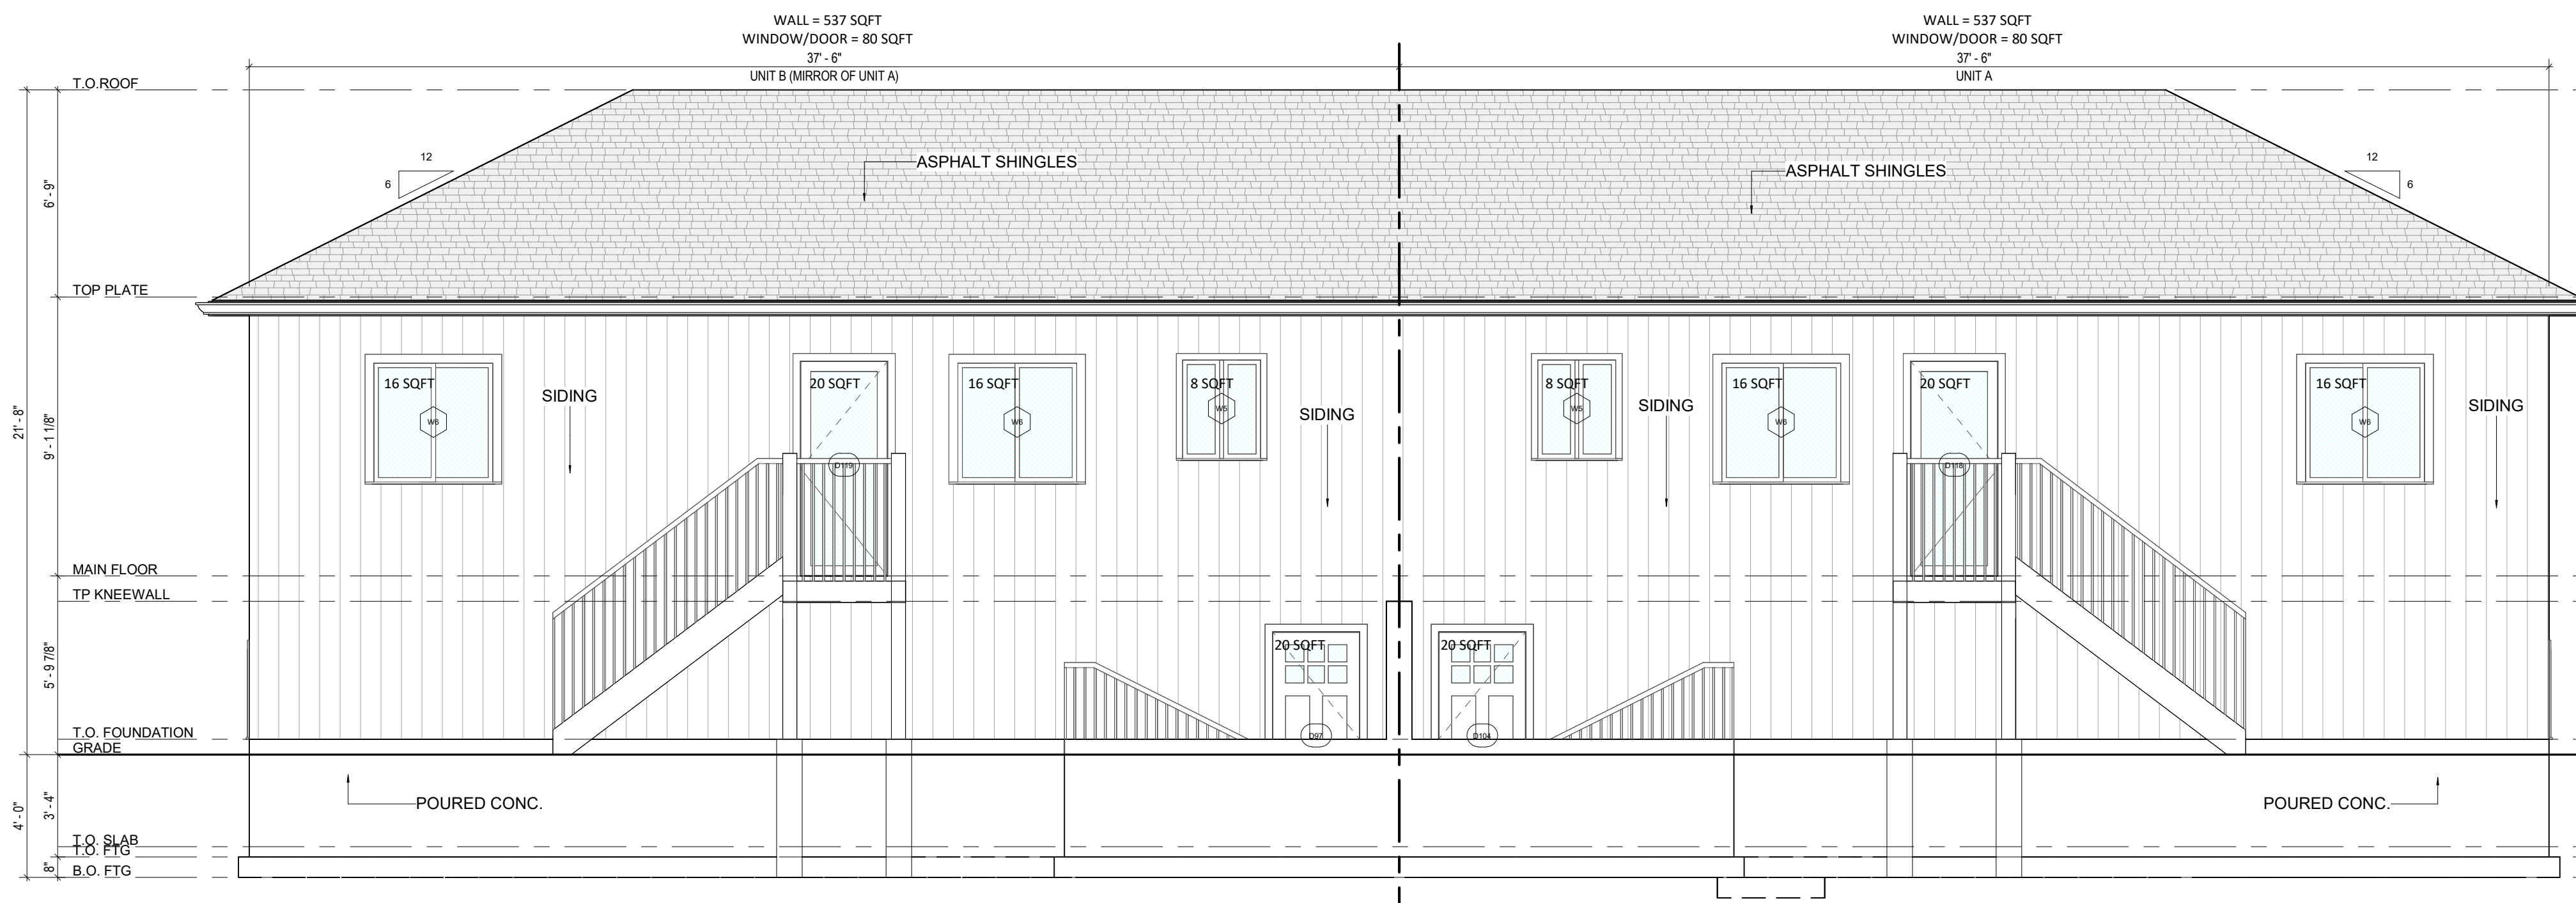 WALL = 537 SQFT
WINDOW/DOOR = 80 SQFT
37' - 6"
UNIT B (MIRROR OF UNIT A)
WALL = 537 SQFT
WINDOW/DOOR = 80 SQFT
37' - 6"
UNIT A
T.O.ROOF
12
6
ASPHALT SHINGLES
ASPHALT SHINGLES
12
6
6' - 9"
TOP PLATE
21' - 8"
9' - 1 1/8"
16 SQFT
W6
SIDING
20 SQFT
D119
16 SQFT
W6
8 SQFT
W5
SIDING
8 SQFT
W5
SIDING
16 SQFT
W6
20 SQFT
D118
16 SQFT
W6
SIDING
MAIN FLOOR
TP KNEEWALL
5' - 9 7/8"
20 SQFT
D97
20 SQFT
D104
T.O. FOUNDATION
GRADE
4' - 0"
3' - 4"
POURED CONC.
POURED CONC.
T.O. SLAB
T.O. FTG
8"
B.O. FTG